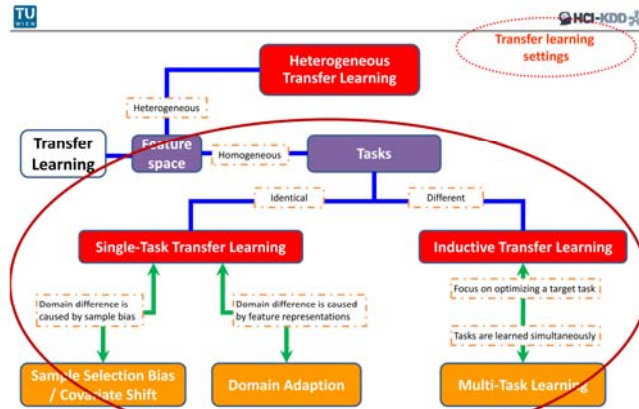 TU
WIEN
HCI-KDD
Transfer learning
settings
Heterogeneous
Transfer Learning
Heterogeneous
Transfer
Learning
Feature
space
Homogeneous
Tasks
Identical
Different
Single-Task Transfer Learning
Inductive Transfer Learning
Domain difference is
caused by sample bias
Domain difference is caused
by feature representations
Focus on optimizing a target task
Tasks are learned simultaneously
Sample Selection Bias
/ Covariate Shift
Domain Adaption
Multi-Task Learning